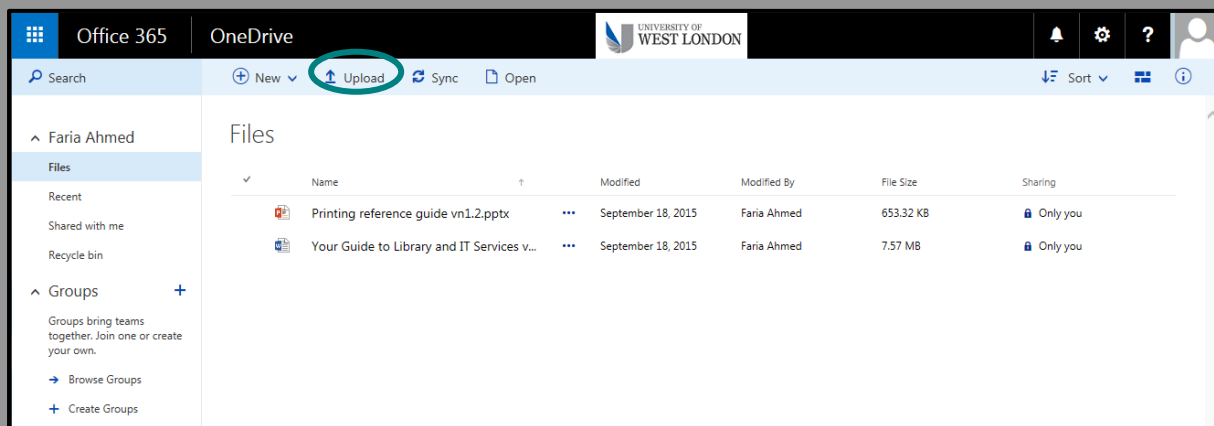 Office 365 OneDrive UNIVERSITY OF WEST LONDON ?
Search New Upload Sync Open Sort
Faria Ahmed
Files
Recent
Shared with me
Recycle bin
Groups +
Groups bring teams
together. Join one or create
your own.
Browse Groups
Create Groups
Files
Name Modified Modified By File Size Sharing
Printing reference guide vn1.2.pptx ... September 18, 2015 Faria Ahmed 653.32 KB Only you
Your Guide to Library and IT Services v... ... September 18, 2015 Faria Ahmed 7.57 MB Only you